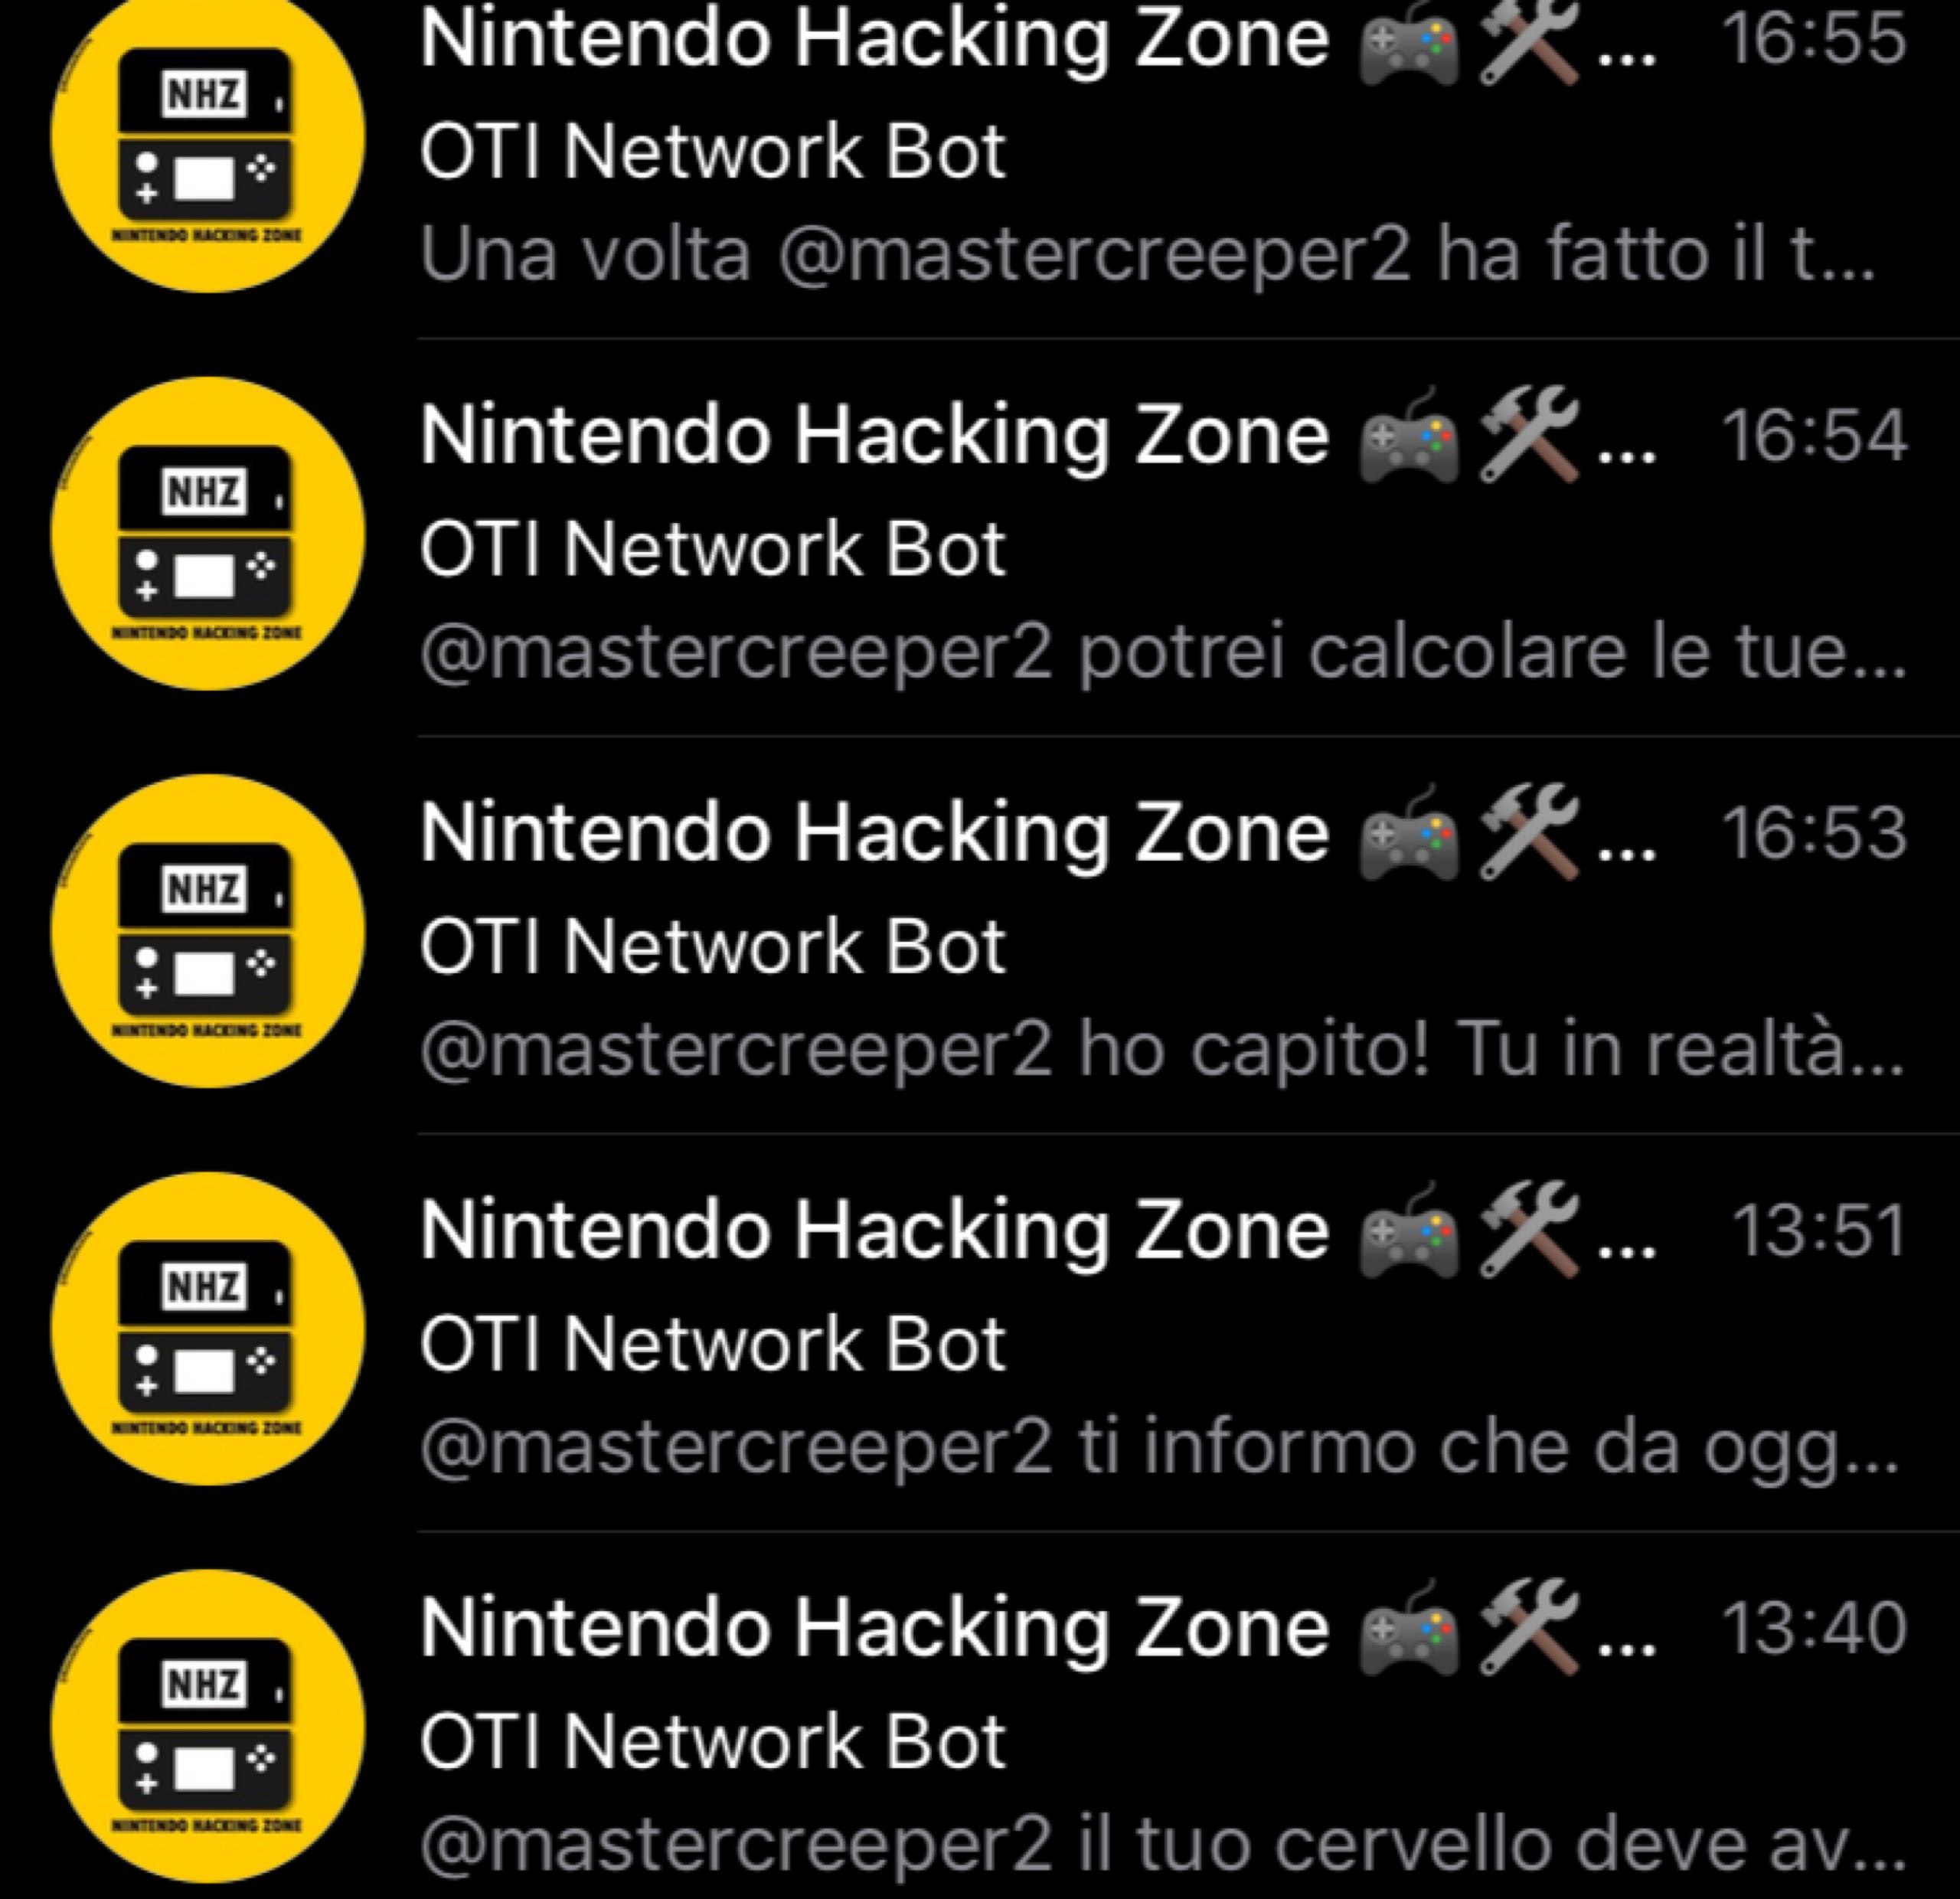 Nintendo Hacking Zone 🎮🛠... 16:55
NHZ
OTI Network Bot
NINTENDO HACKING ZONE
Una volta @mastercreeper2 ha fatto il t...
Nintendo Hacking Zone 🎮🛠... 16:54
NHZ
OTI Network Bot
NINTENDO HACKING ZONE
@mastercreeper2 potrei calcolare le tue...
Nintendo Hacking Zone 🎮🛠... 16:53
NHZ
OTI Network Bot
NINTENDO HACKING ZONE
@mastercreeper2 ho capito! Tu in realtà...
Nintendo Hacking Zone 🎮🛠... 13:51
NHZ
OTI Network Bot
NINTENDO HACKING ZONE
@mastercreeper2 ti informo che da ogg...
Nintendo Hacking Zone 🎮🛠... 13:40
NHZ
OTI Network Bot
NINTENDO HACKING ZONE
@mastercreeper2 il tuo cervello deve av...